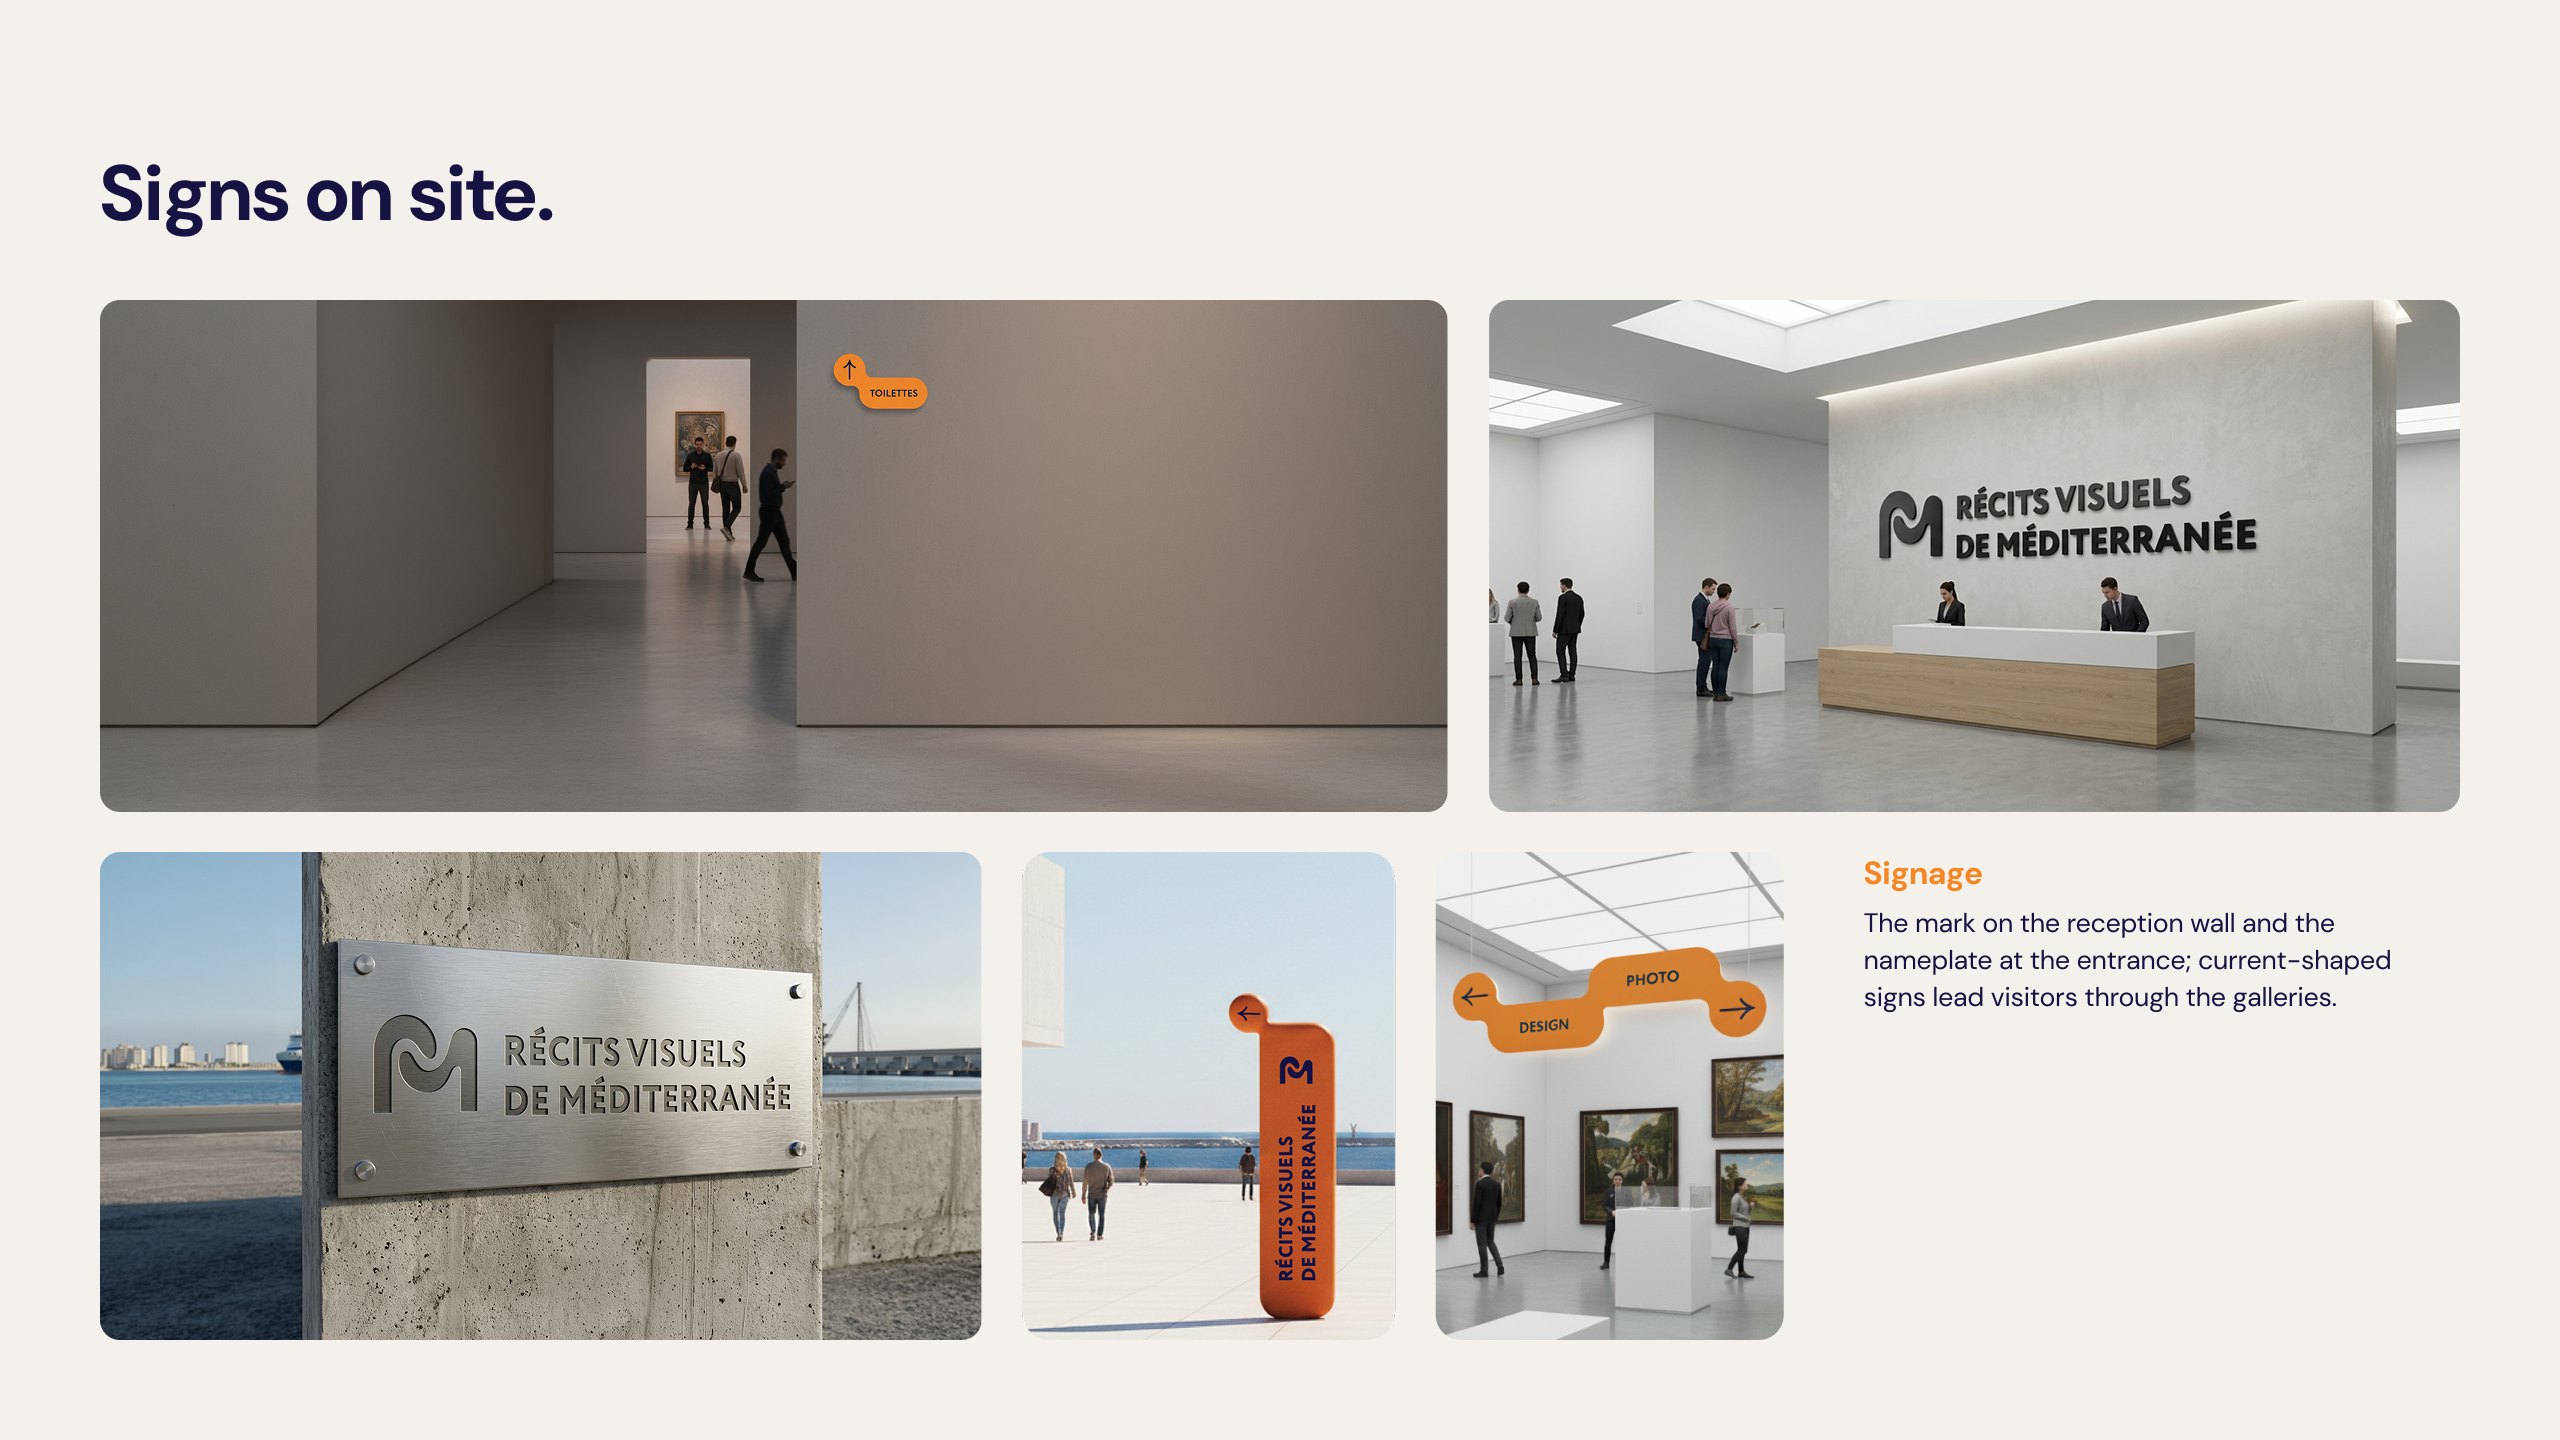 Signs on site.
↑
TOILETTES
RÉCITS VISUELS
DE MÉDITERRANÉE
RÉCITS VISUELS
DE MÉDITERRANÉE
←
RÉCITS VISUELS
DE MÉDITERRANÉE
←
DESIGN
PHOTO
→
Signage
The mark on the reception wall and the
nameplate at the entrance; current-shaped
signs lead visitors through the galleries.